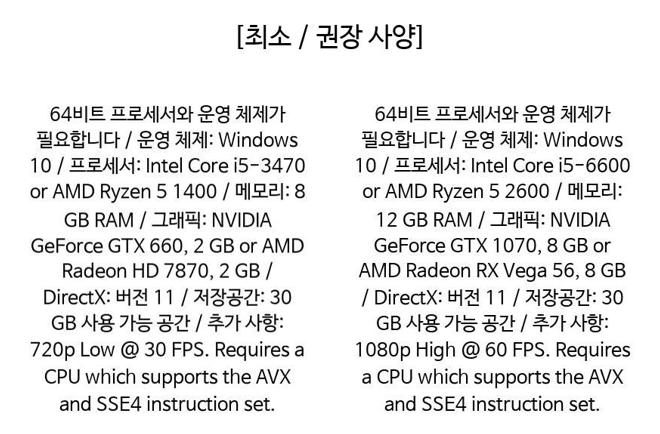 [최소 / 권장 사양]
64비트 프로세서와 운영 체제가
필요합니다 / 운영 체제: Windows
10 / 프로세서: Intel Core i5-3470
or AMD Ryzen 5 1400 / 메모리: 8
GB RAM / 그래픽: NVIDIA
GeForce GTX 660, 2 GB or AMD
Radeon HD 7870, 2 GB /
DirectX: 버전 11 / 저장공간: 30
GB 사용 가능 공간 / 추가 사항:
720p Low @ 30 FPS. Requires a
CPU which supports the AVX
and SSE4 instruction set.
64비트 프로세서와 운영 체제가
필요합니다 / 운영 체제: Windows
10 / 프로세서: Intel Core i5-6600
or AMD Ryzen 5 2600 / 메모리:
12 GB RAM / 그래픽: NVIDIA
GeForce GTX 1070, 8 GB or
AMD Radeon RX Vega 56, 8 GB
/ DirectX: 버전 11 / 저장공간: 30
GB 사용 가능 공간 / 추가 사항:
1080p High @ 60 FPS. Requires
a CPU which supports the AVX
and SSE4 instruction set.